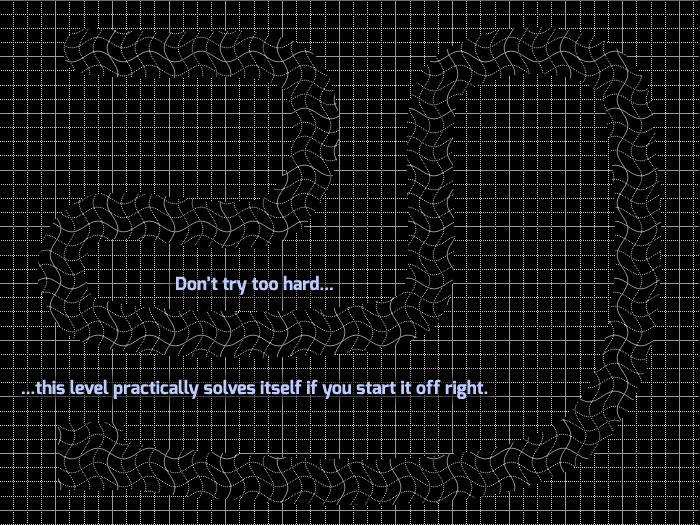 Don't try too hard...
...this level practically solves itself if you start it off right.